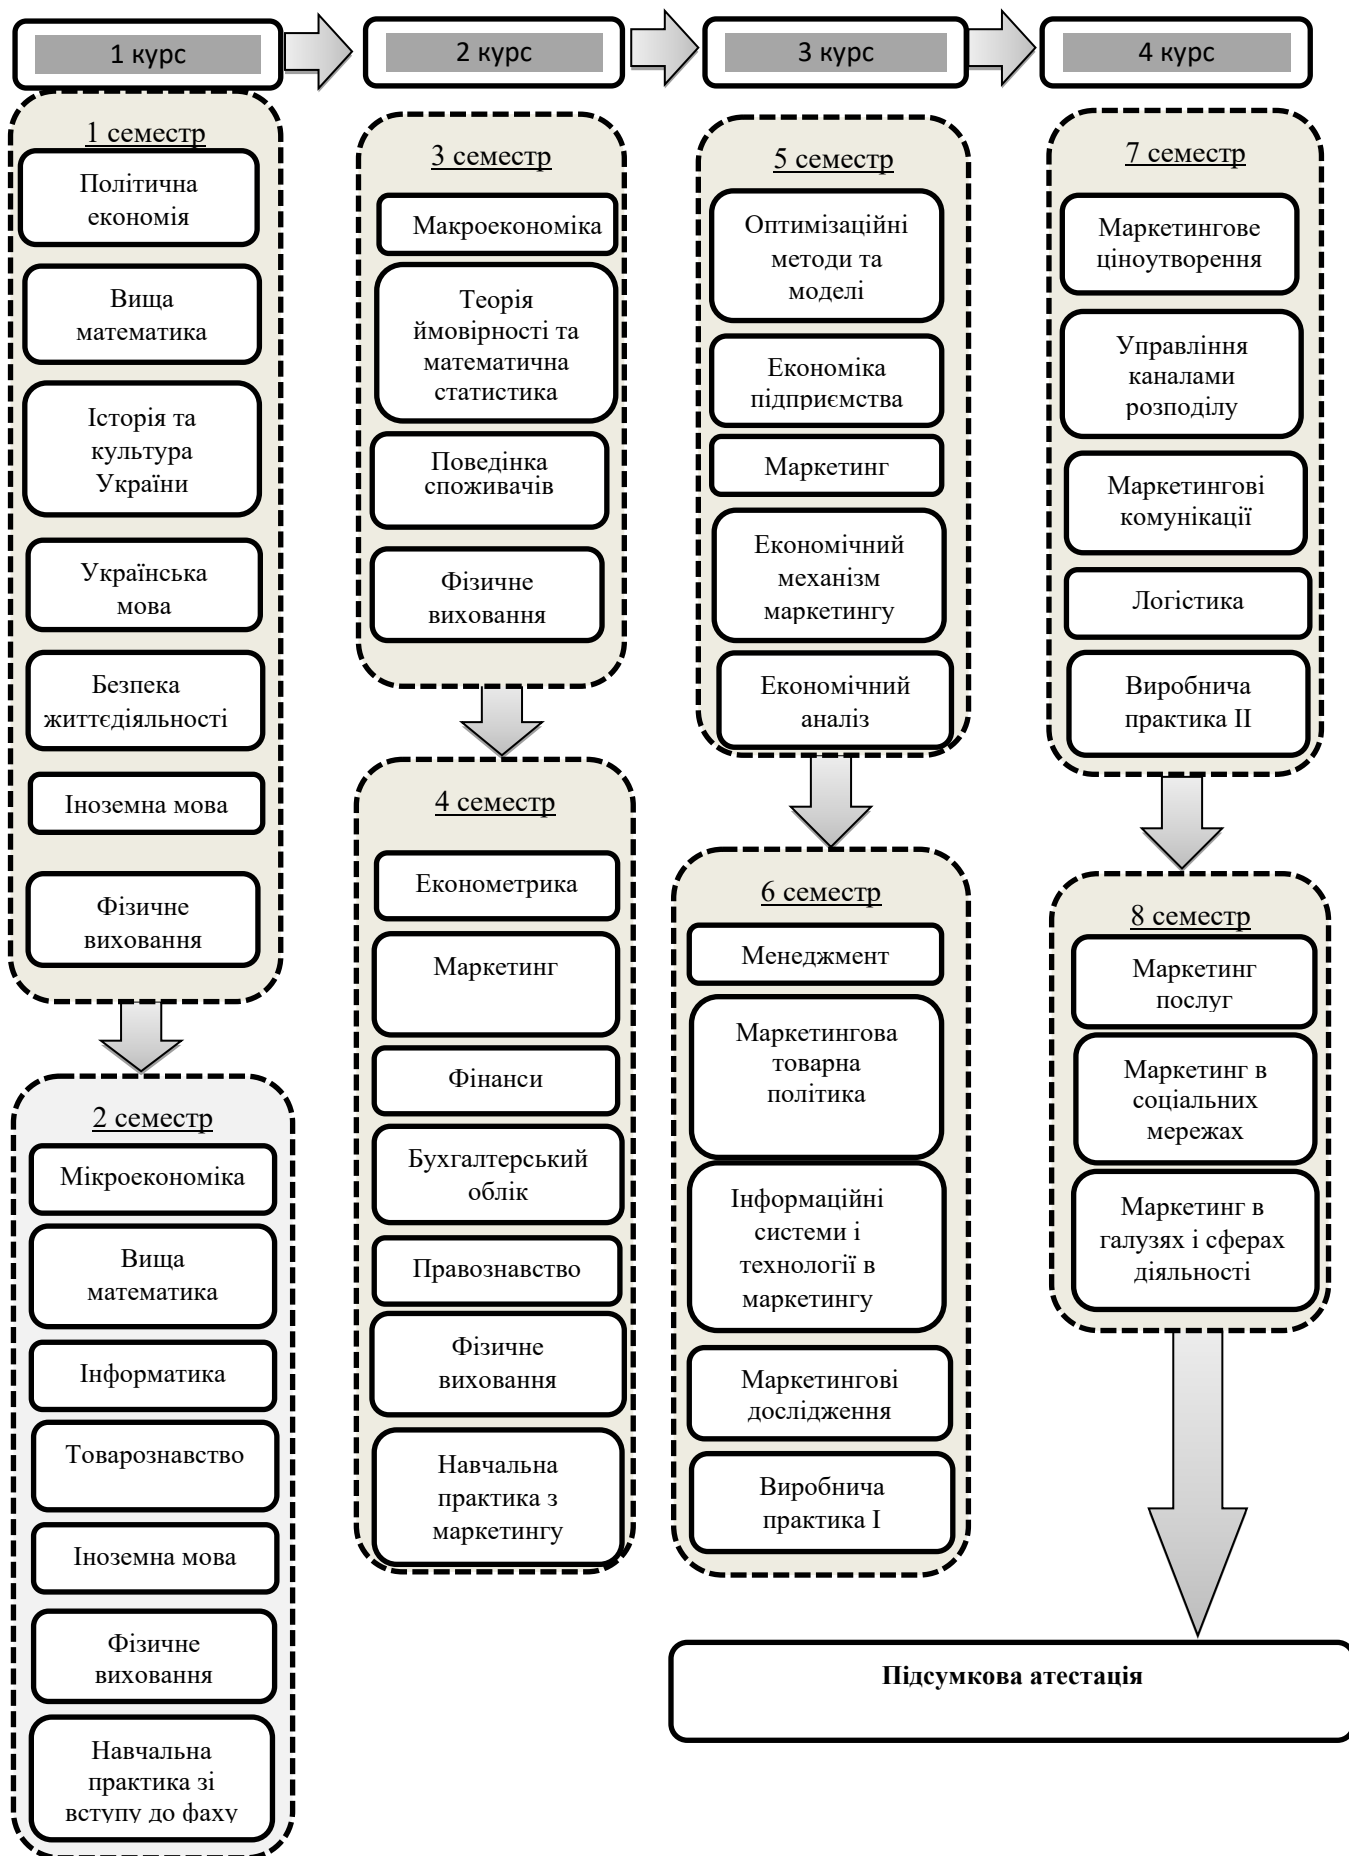 1 курс
2 курс
3 курс
4 курс
1 семестр
Політична
економія
Вища
математика
Історія та
культура
України
Українська
мова
Безпека
життєдіяльності
Іноземна мова
Фізичне
виховання
2 семестр
Мікроекономіка
Вища
математика
Інформатика
Товарознавство
Іноземна мова
Фізичне
виховання
Навчальна
практика зі
вступу до фаху
3 семестр
Макроекономіка
Теорія
ймовірності та
математична
статистика
Поведінка
споживачів
Фізичне
виховання
4 семестр
Економетрика
Маркетинг
Фінанси
Бухгалтерський
облік
Правознавство
Фізичне
виховання
Навчальна
практика з
маркетингу
5 семестр
Оптимізаційні
методи та
моделі
Економіка
підприємства
Маркетинг
Економічний
механізм
маркетингу
Економічний
аналіз
6 семестр
Менеджмент
Маркетингова
товарна
політика
Інформаційні
системи і
технології в
маркетингу
Маркетингові
дослідження
Виробнича
практика І
7 семестр
Маркетингове
ціноутворення
Управління
каналами
розподілу
Маркетингові
комунікації
Логістика
Виробнича
практика ІІ
8 семестр
Маркетинг
послуг
Маркетинг в
соціальних
мережах
Маркетинг в
галузях і сферах
діяльності
Підсумкова атестація